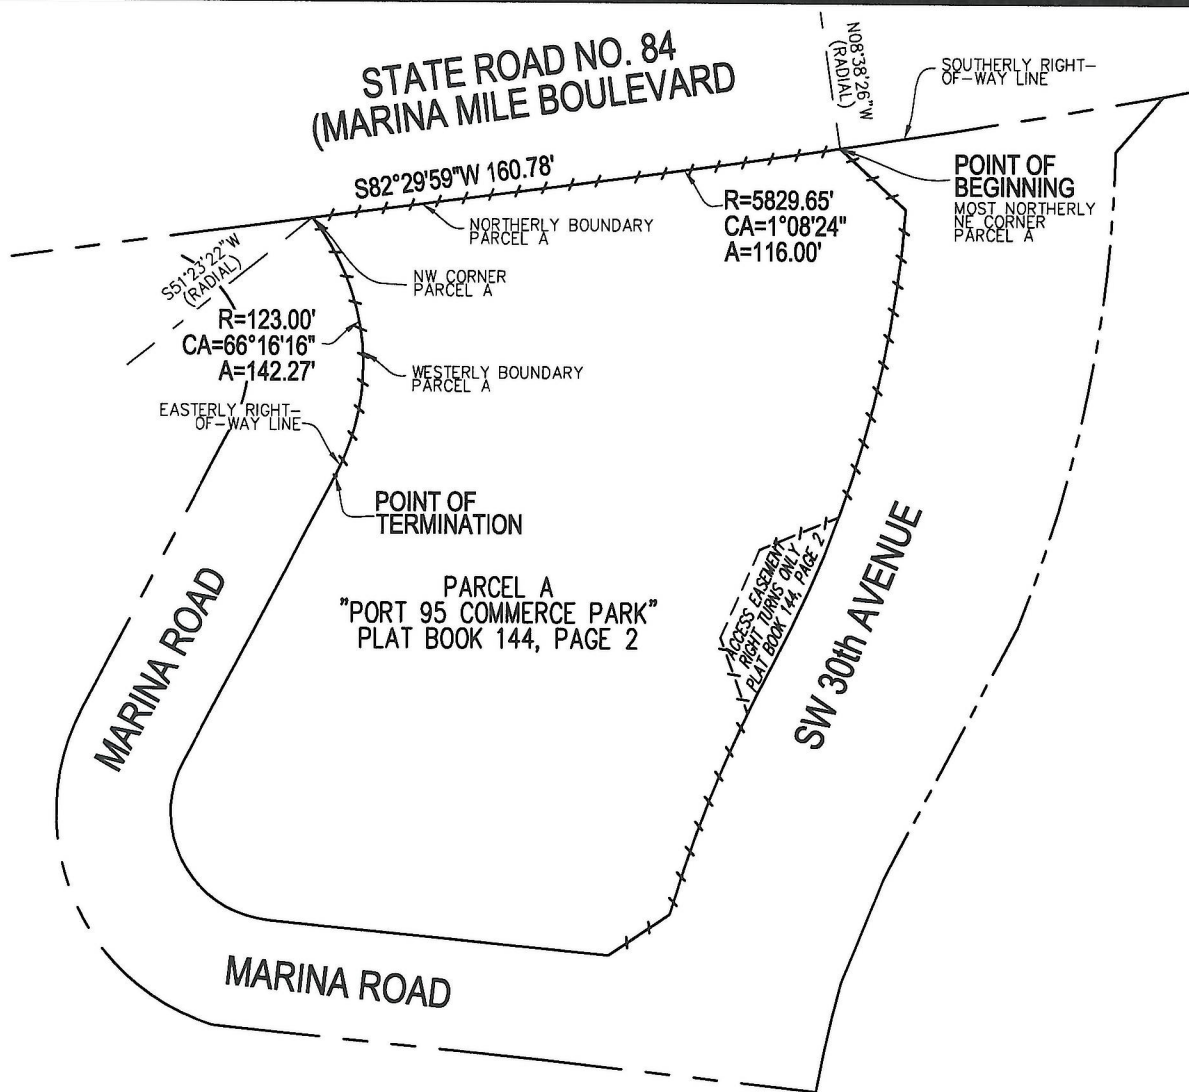 STATE ROAD NO. 84
(MARINA MILE BOULEVARD
N08°38'26"W
(RADIAL)
SOUTHERLY RIGHT-
OF-WAY LINE
S82°29'59"W 160.78'
POINT OF
BEGINNING
MOST NORTHERLY
NE CORNER
PARCEL A
R=5829.65'
CA=1°08'24"
A=116.00'
NORTHERLY BOUNDARY
PARCEL A
S51°23'22"W
(RADIAL)
NW CORNER
PARCEL A
R=123.00'
CA=66°16'16"
A=142.27'
WESTERLY BOUNDARY
PARCEL A
EASTERLY RIGHT-
OF-WAY LINE
POINT OF
TERMINATION
PARCEL A
"PORT 95 COMMERCE PARK"
PLAT BOOK 144, PAGE 2
ACCESS EASEMENT
RIGHT TURNS ONLY
PLAT BOOK 144, PAGE 2
SW 30th AVENUE
MARINA ROAD
MARINA ROAD